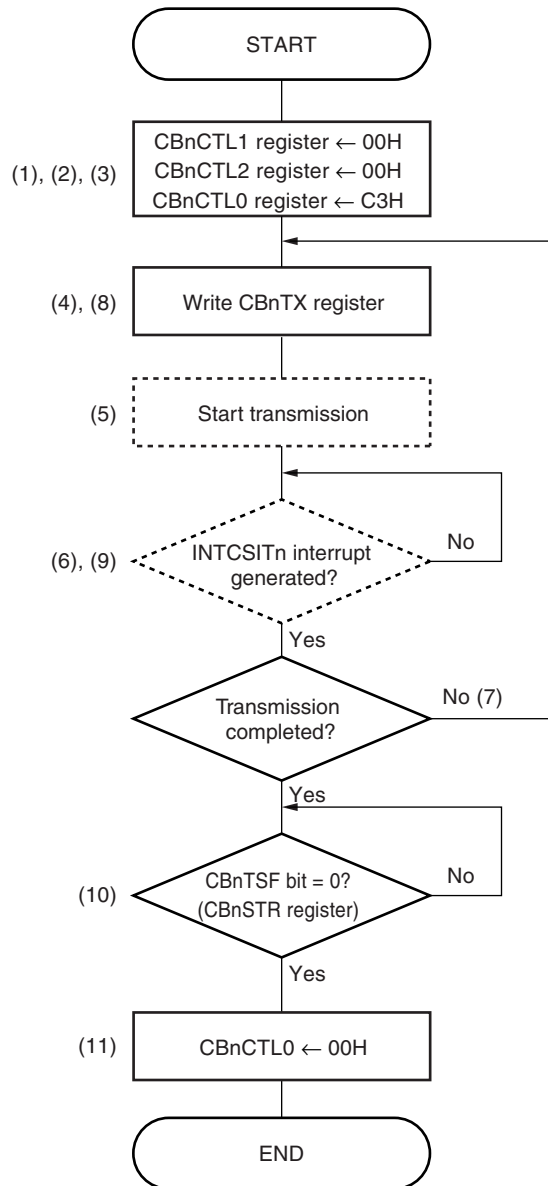 START
(1), (2), (3)
CBnCTL1 register ← 00H
CBnCTL2 register ← 00H
CBnCTL0 register ← C3H
(4), (8)
Write CBnTX register
(5)
Start transmission
(6), (9)
INTCSITn interrupt
generated?
No
Yes
Transmission
completed?
No (7)
Yes
(10)
CBnTSF bit = 0?
(CBnSTR register)
No
Yes
(11)
CBnCTL0 ← 00H
END